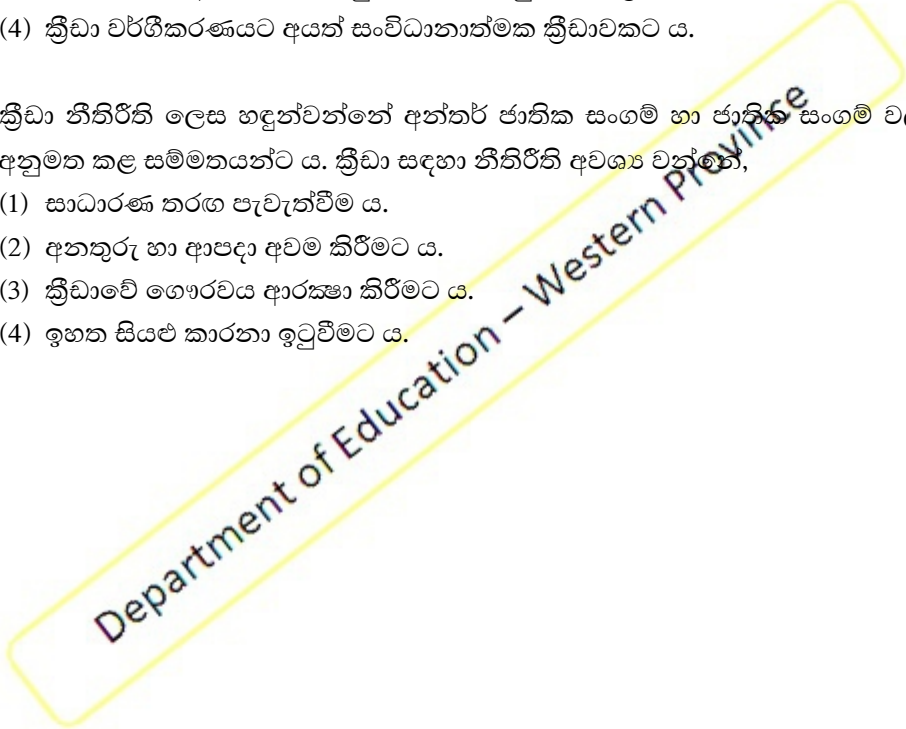 (4) ක්‍රීඩා වර්ගීකරණයට අයත් සංවිධානාත්මක ක්‍රීඩාවකට ය.
ක්‍රීඩා නීතිරීති ලෙස හඳුන්වන්නේ අන්තර් ජාතික සංගම් හා ජාතික සංගම්
අනුමත කළ සම්මතයන්ට ය. ක්‍රීඩා සඳහා නීතිරීති අවශ්‍ය වන්නේ,
(1) සාධාරණ තරඟ පැවැත්වීම ය.
(2) අනතුරු හා ආපදා අවම කිරීමට ය.
(3) ක්‍රීඩාවේ ගෞරවය ආරක්‍ෂා කිරීමට ය.
(4) ඉහත සියළු කාරනා ඉටුවීමට ය.
Department of Education – Western Province